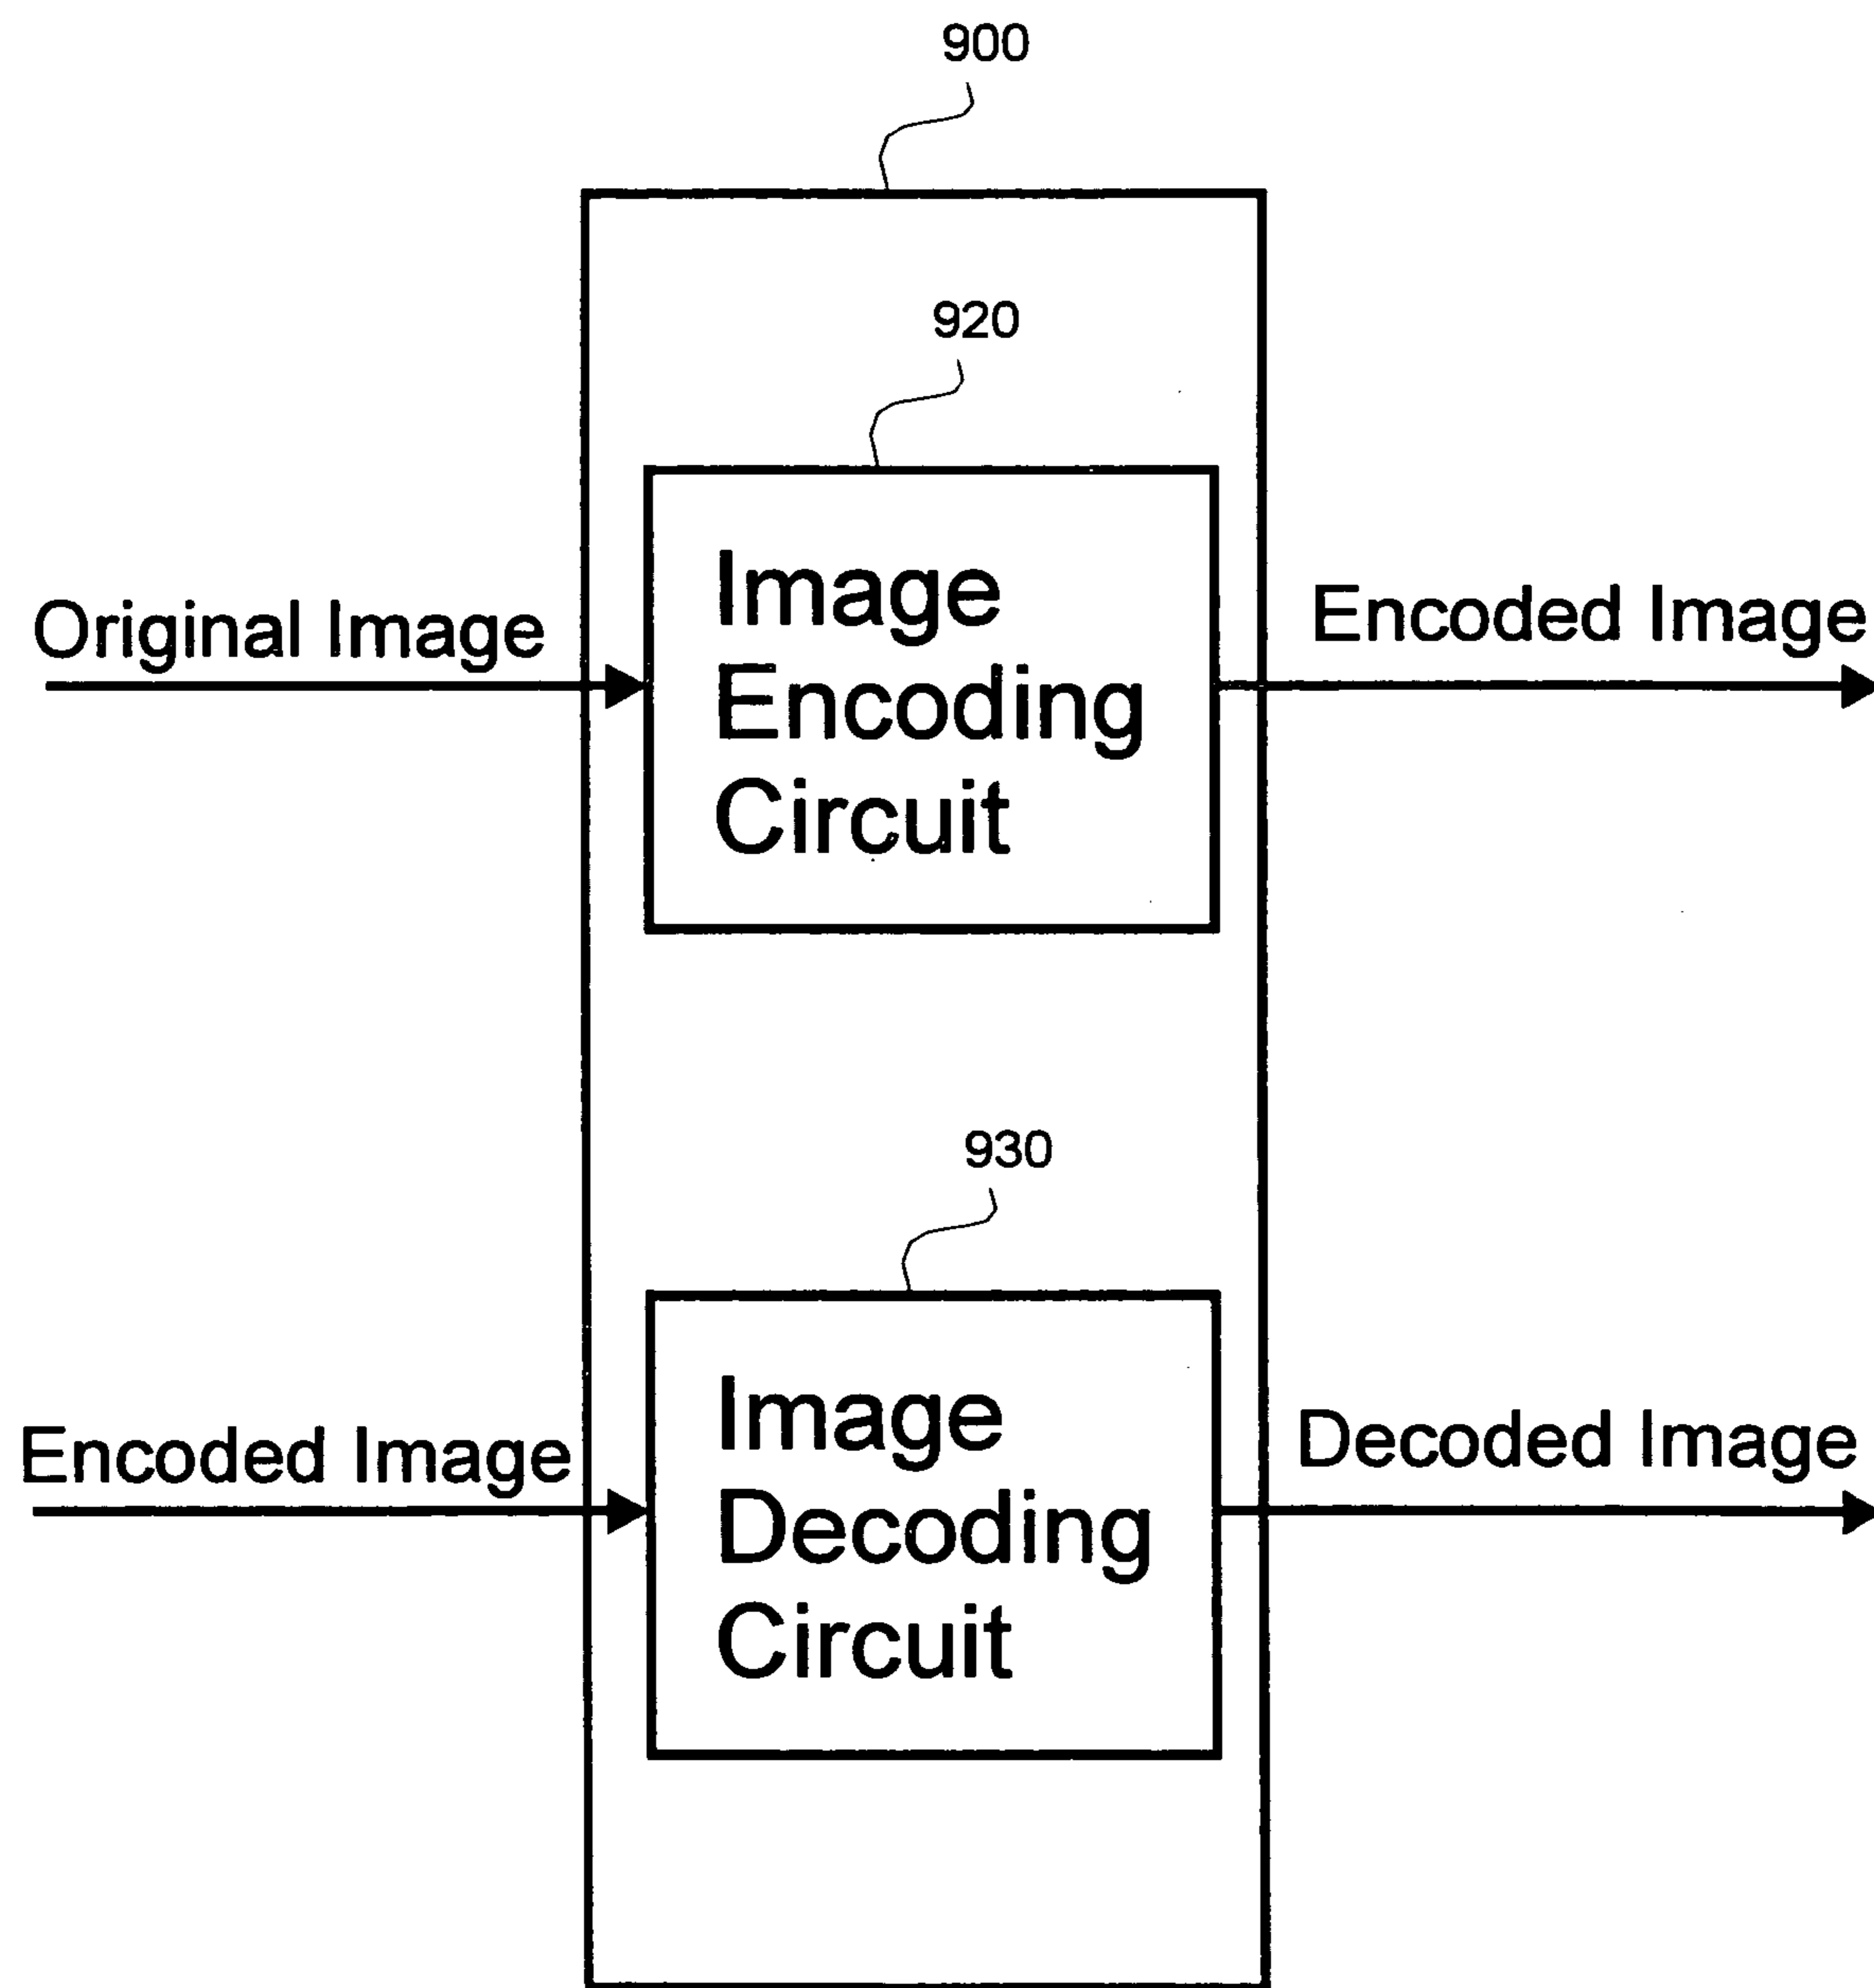 900
920
Original Image
Image
Encoding
Circuit
Encoded Image
930
Encoded Image
Image
Decoding
Circuit
Decoded Image